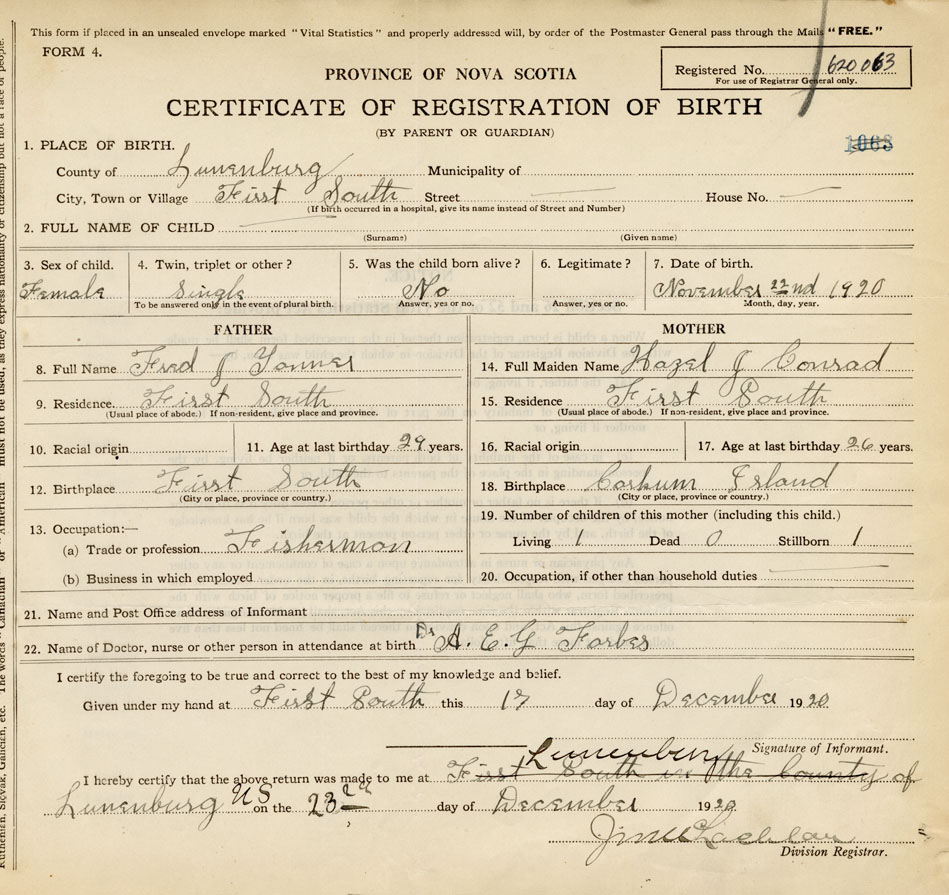 This form if placed in an unsealed envelope marked "Vital Statistics" and properly addressed will, by order of the Postmaster General pass through the Mails "FREE."
FORM 4.
Registered No. 620063
For use of Registrar General only.
PROVINCE OF NOVA SCOTIA
CERTIFICATE OF REGISTRATION OF BIRTH
(BY PARENT OR GUARDIAN)
1068
1. PLACE OF BIRTH.
County of Lunenburg Municipality of
City, Town or Village First South Street House No.
(If birth occurred in a hospital, give its name instead of Street and Number)
2. FULL NAME OF CHILD
(Surname) (Given name)
3. Sex of child. 4. Twin, triplet or other? 5. Was the child born alive? 6. Legitimate? 7. Date of birth.
Female Single No November 22nd 1920
To be answered only in the event of plural birth. Answer, yes or no. Answer, yes or no. Month, day, year.
FATHER MOTHER
8. Full Name Fred J 14. Full Maiden Name Hazel J Conrad
9. Residence. First South 15. Residence First South
(Usual place of abode.) If non-resident, give place and province. (Usual place of abode.) If non-resident, give place and province.
10. Racial origin 11. Age at last birthday 29 years. 16. Racial origin 17. Age at last birthday 26 years.
12. Birthplace First South 18. Birthplace Corkum Island
(City or place, province or country.) (City or place, province or country.)
13. Occupation:— 19. Number of children of this mother (including this child.)
(a) Trade or profession Fisherman Living 1 Dead 0 Stillborn 1
(b) Business in which employed 20. Occupation, if other than household duties
21. Name and Post Office address of Informant
22. Name of Doctor, nurse or other person in attendance at birth Dr A. E. G Forbes
I certify the foregoing to be true and correct to the best of my knowledge and belief.
Given under my hand at First South this 17 day of December 1920
Signature of Informant.
Lunenburg
I hereby certify that the above return was made to me at First South in the County of
Lunenburg NS on the 23rd day of December 1920
Division Registrar.